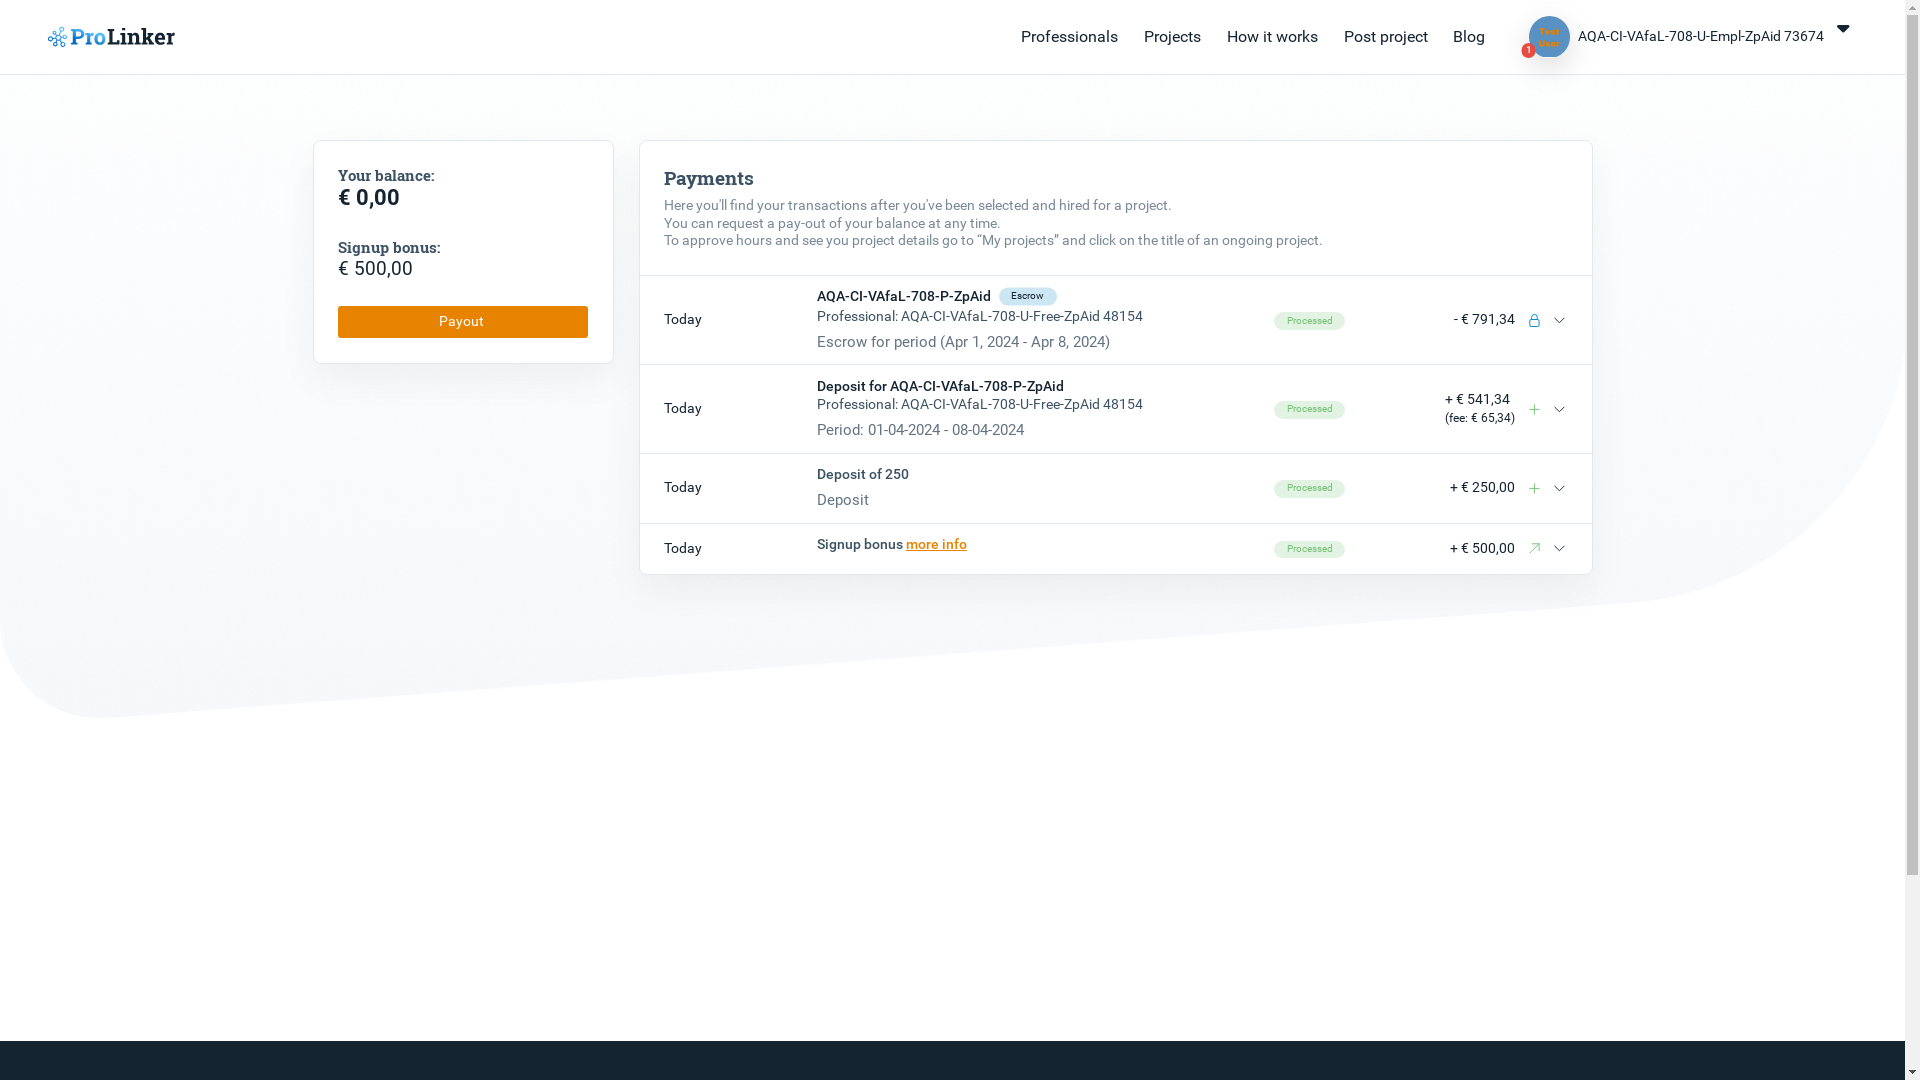 ProLinker
Professionals
Projects
How it works
Post project
Blog
1
AQA-CI-VAfaL-708-U-Empl-ZpAid 73674
Your balance:
€ 0,00
Signup bonus:
€ 500,00
Payout
Payments
Here you'll find your transactions after you've been selected and hired for a project.
You can request a pay-out of your balance at any time.
To approve hours and see you project details go to “My projects” and click on the title of an ongoing project.
Today
AQA-CI-VAfaL-708-P-ZpAid Escrow
Professional: AQA-CI-VAfaL-708-U-Free-ZpAid 48154
Escrow for period (Apr 1, 2024 - Apr 8, 2024)
Processed
- € 791,34
Today
Deposit for AQA-CI-VAfaL-708-P-ZpAid
Professional: AQA-CI-VAfaL-708-U-Free-ZpAid 48154
Period: 01-04-2024 - 08-04-2024
Processed
+ € 541,34
(fee: € 65,34)
Today
Deposit of 250
Deposit
Processed
+ € 250,00
Today
Signup bonus more info
Processed
+ € 500,00